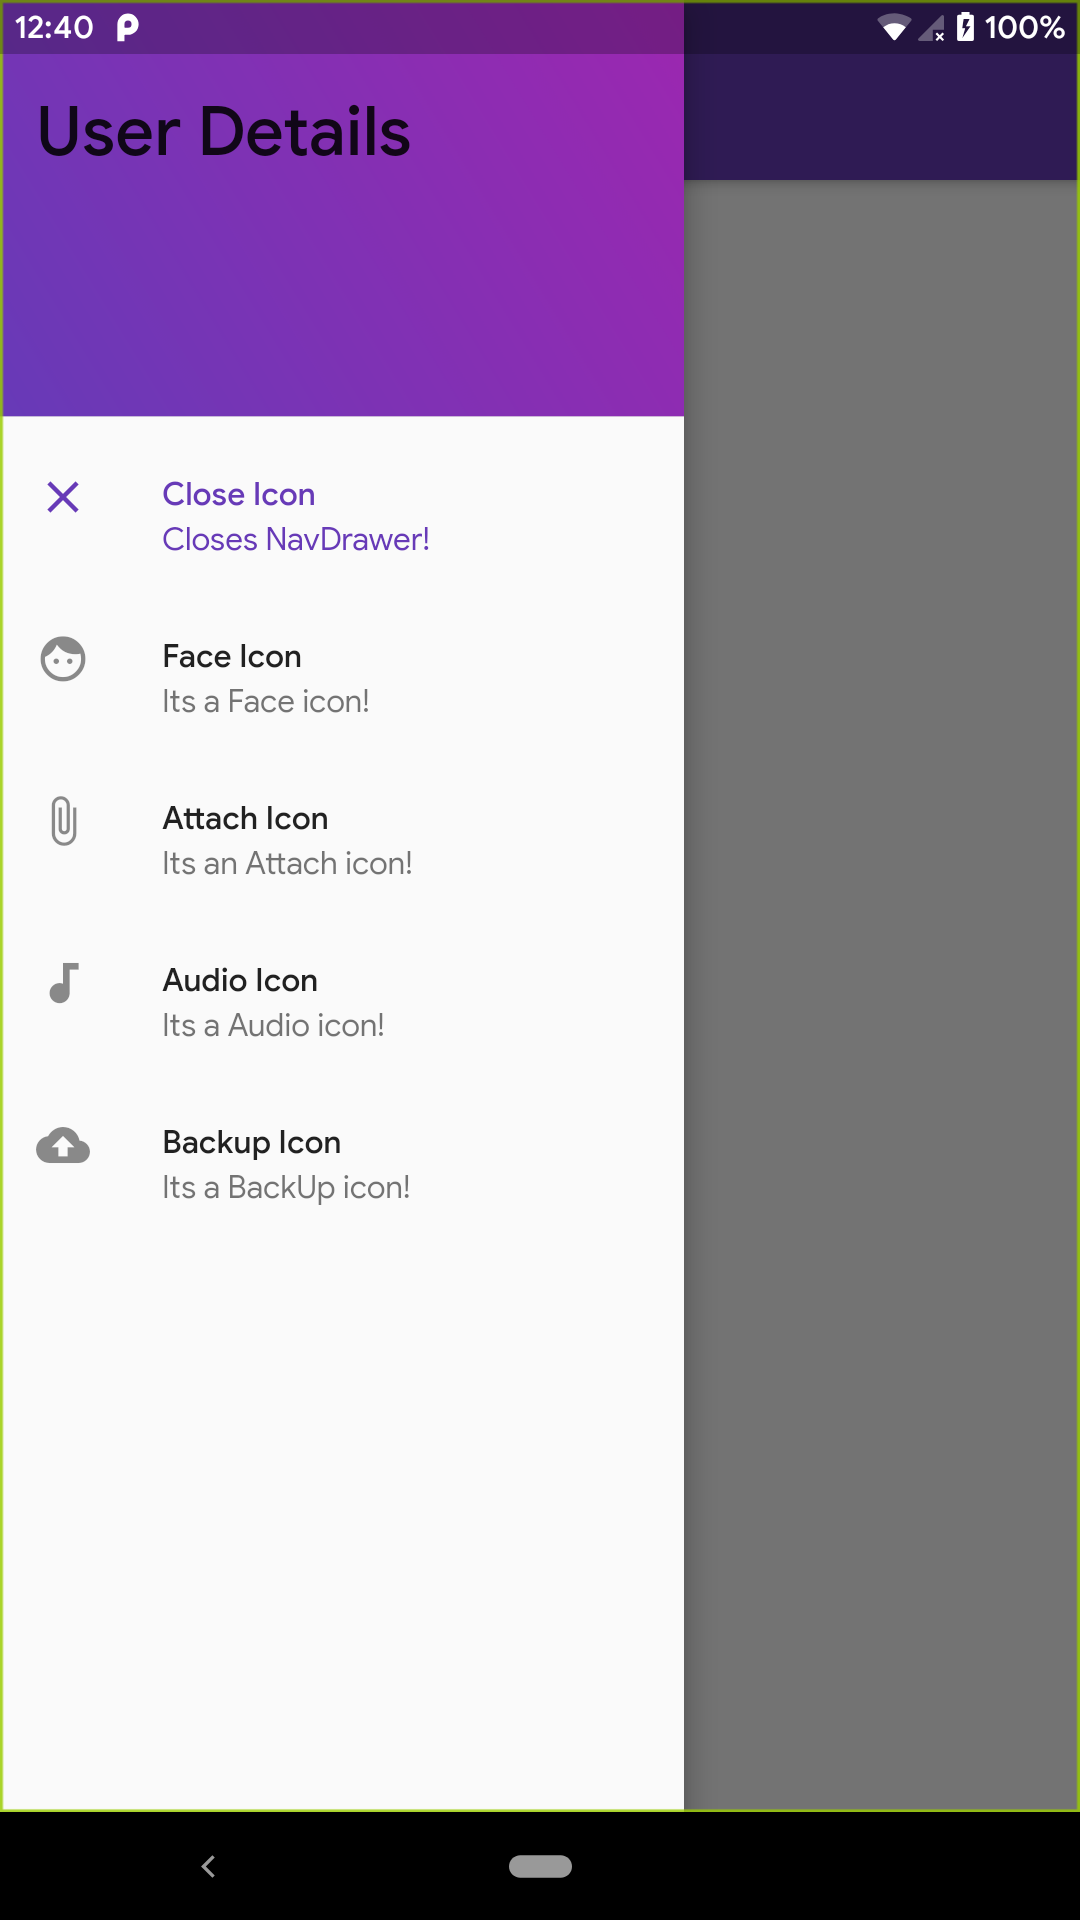 12:40
100%
User Details
Close Icon
Closes NavDrawer!
Face Icon
Its a Face icon!
Attach Icon
Its an Attach icon!
Audio Icon
Its a Audio icon!
Backup Icon
Its a BackUp icon!